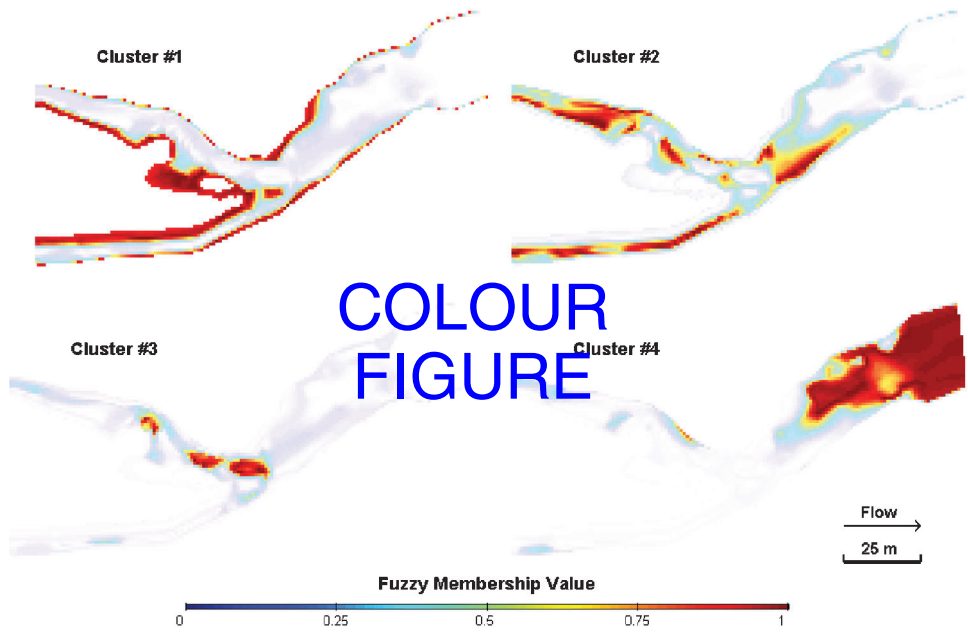 Cluster #1
Cluster #2
COLOUR
FIGURE
Cluster #3
Cluster #4
Flow
25 m
Fuzzy Membership Value
0 0.25 0.5 0.75 1